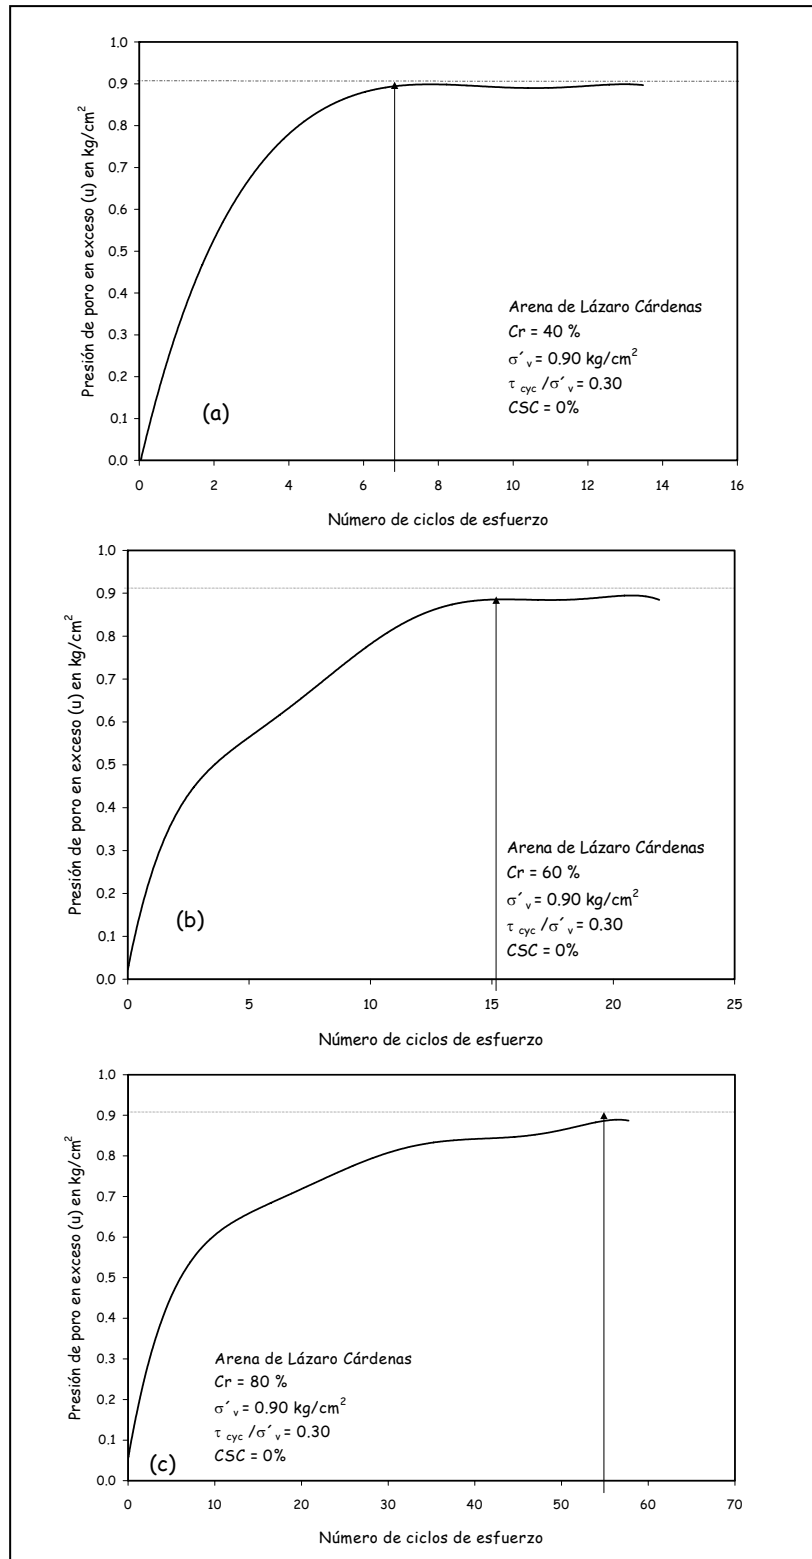 Presión de poro en exceso (u) en kg/cm²
1.0
0.9
0.8
0.7
0.6
0.5
0.4
0.3
0.2
0.1
0.0
Arena de Lázaro Cárdenas
Cr = 40 %
σ´v = 0.90 kg/cm²
τ cyc /σ´v = 0.30
CSC = 0%
(a)
0 2 4 6 8 10 12 14 16
Número de ciclos de esfuerzo
Presión de poro en exceso (u) en kg/cm²
1.0
0.9
0.8
0.7
0.6
0.5
0.4
0.3
0.2
0.1
0.0
Arena de Lázaro Cárdenas
Cr = 60 %
σ´v = 0.90 kg/cm²
τ cyc /σ´v = 0.30
CSC = 0%
(b)
0 5 10 15 20 25
Número de ciclos de esfuerzo
Presión de poro en exceso (u) en kg/cm²
1.0
0.9
0.8
0.7
0.6
0.5
0.4
0.3
0.2
0.1
0.0
Arena de Lázaro Cárdenas
Cr = 80 %
σ´v = 0.90 kg/cm²
τ cyc /σ´v = 0.30
CSC = 0%
(c)
0 10 20 30 40 50 60 70
Número de ciclos de esfuerzo